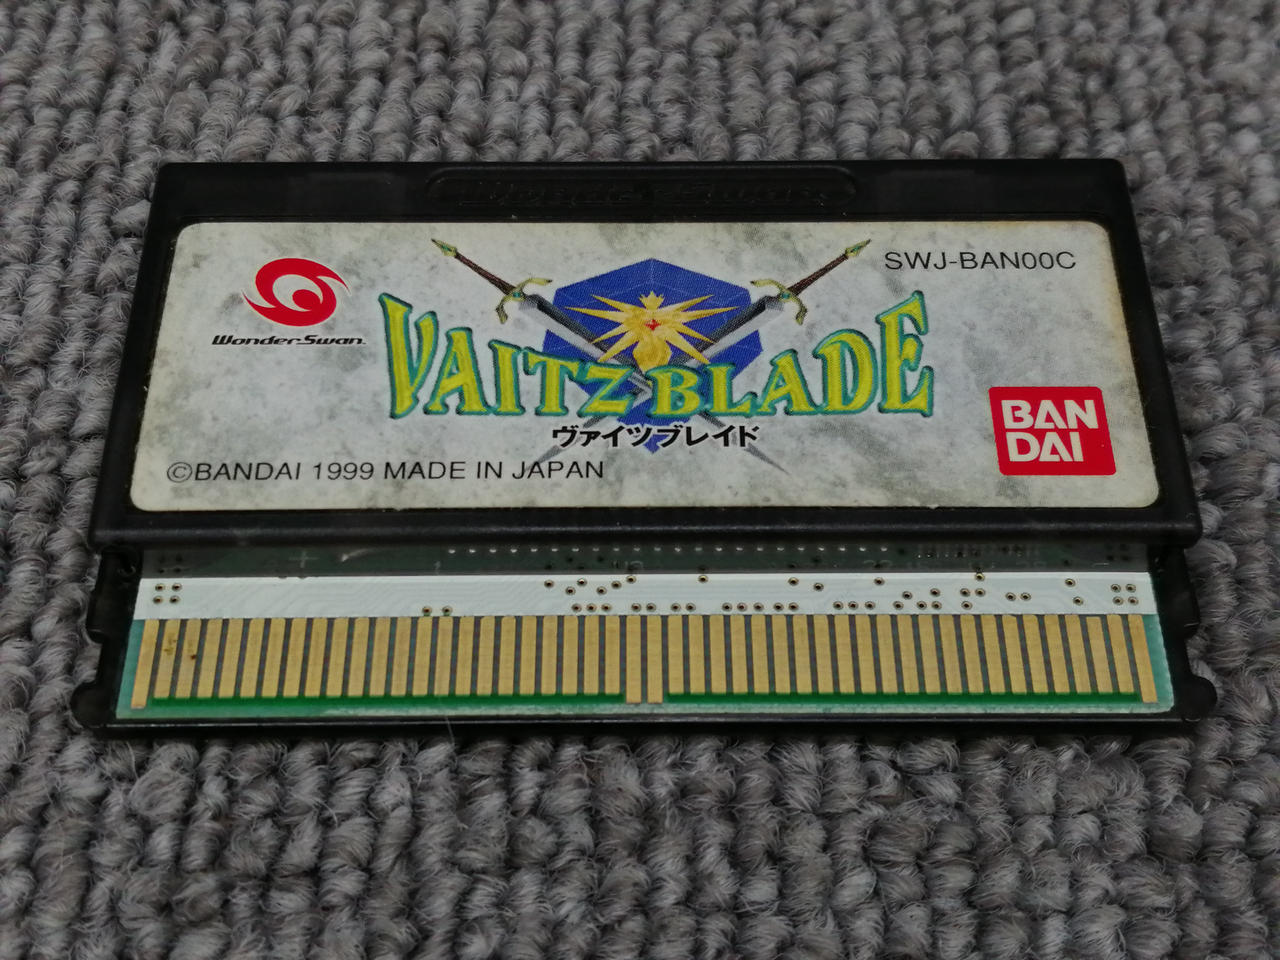 WonderSwan
SWJ-BAN00C
WonderSwan
VAITZ BLADE
ヴァイツブレイド
BAN
DAI
©BANDAI 1999 MADE IN JAPAN